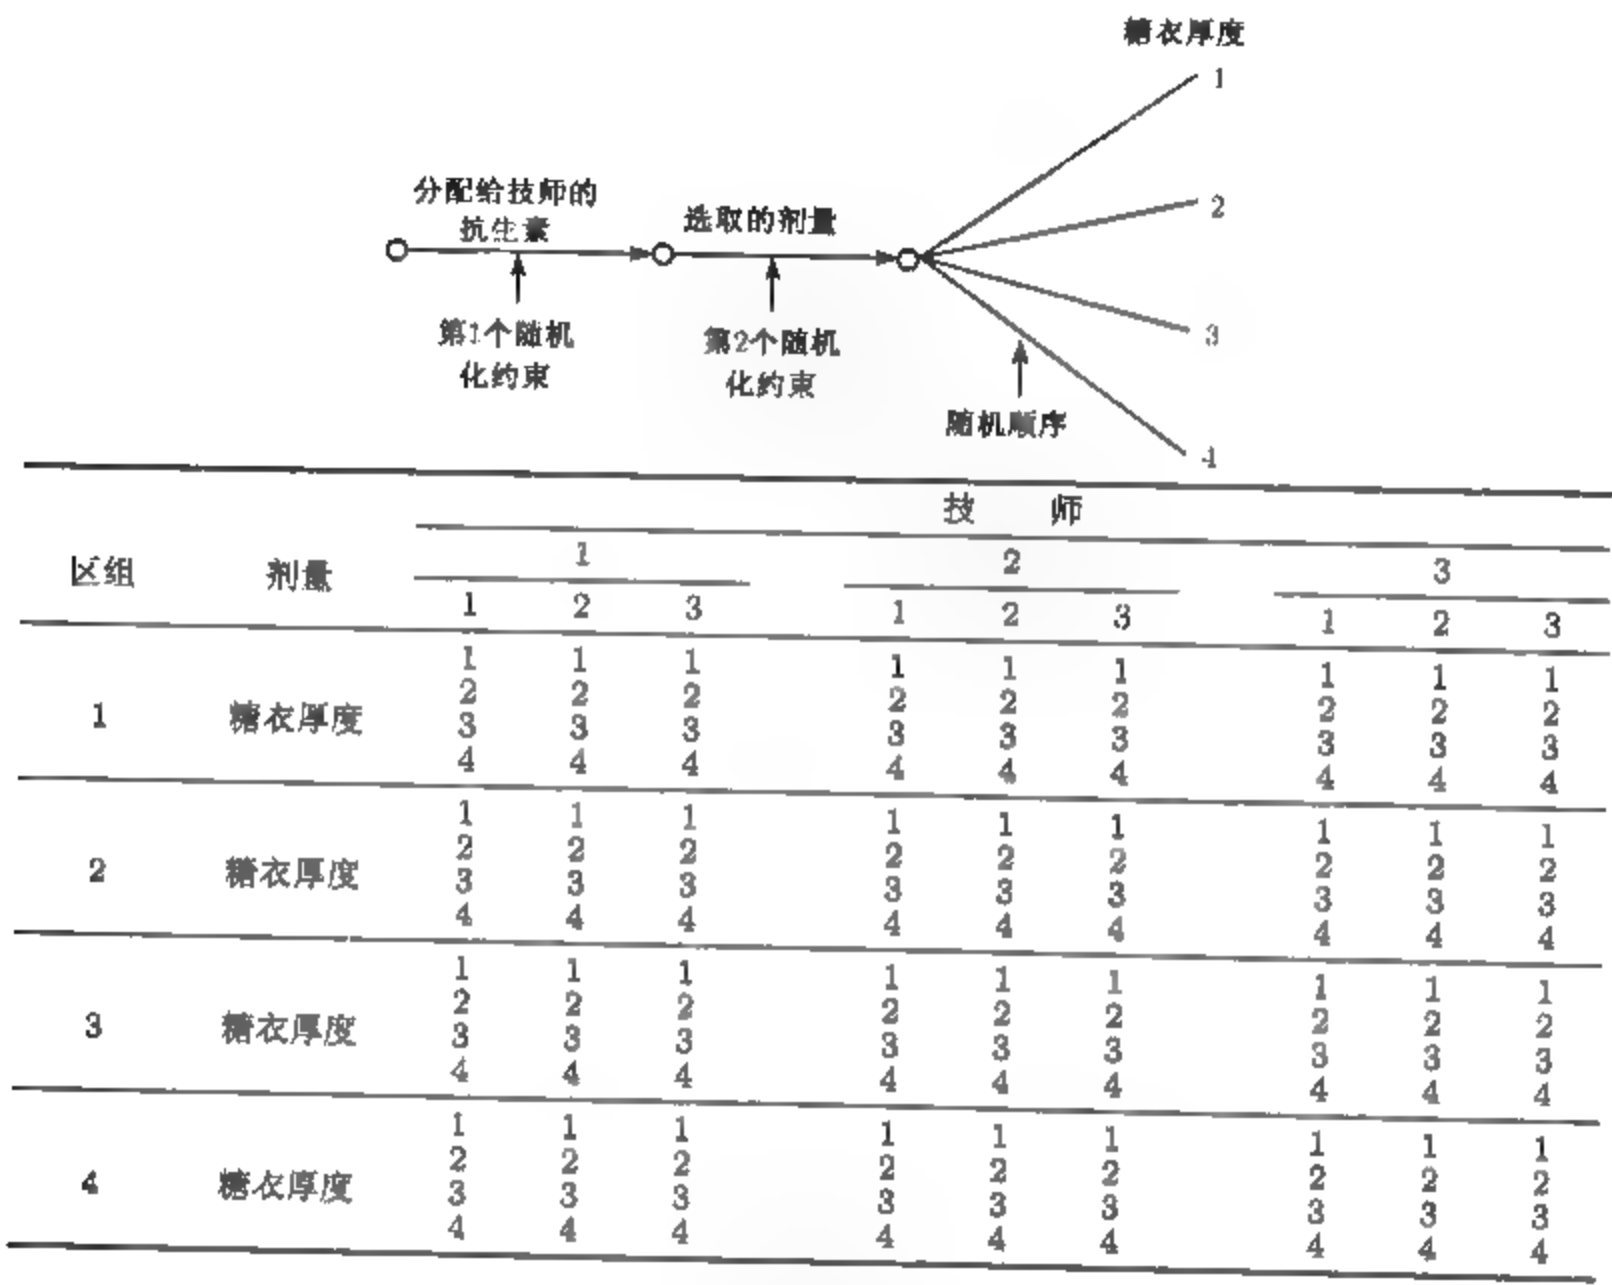 糖衣厚度
1
分配给技师的
抗生素
选取的剂量
2
第1个随机
化约束
第2个随机
化约束
3
随机顺序
4
技 师
区组 剂量 1 2 3
1 2 3 1 2 3 1 2 3
1 1 1 1 1 1 1 1 1
2 2 2 2 2 2 2 2 2
1 糖衣厚度 3 3 3 3 3 3 3 3 3
4 4 4 4 4 4 4 4 4
1 1 1 1 1 1 1 1 1
2 2 2 2 2 2 2 2 2
2 糖衣厚度 3 3 3 3 3 3 3 3 3
4 4 4 4 4 4 4 4 4
1 1 1 1 1 1 1 1 1
2 2 2 2 2 2 2 2 2
3 糖衣厚度 3 3 3 3 3 3 3 3 3
4 4 4 4 4 4 4 4 4
1 1 1 1 1 1 1 1 1
2 2 2 2 2 2 2 2 2
4 糖衣厚度 3 3 3 3 3 3 3 3 3
4 4 4 4 4 4 4 4 4